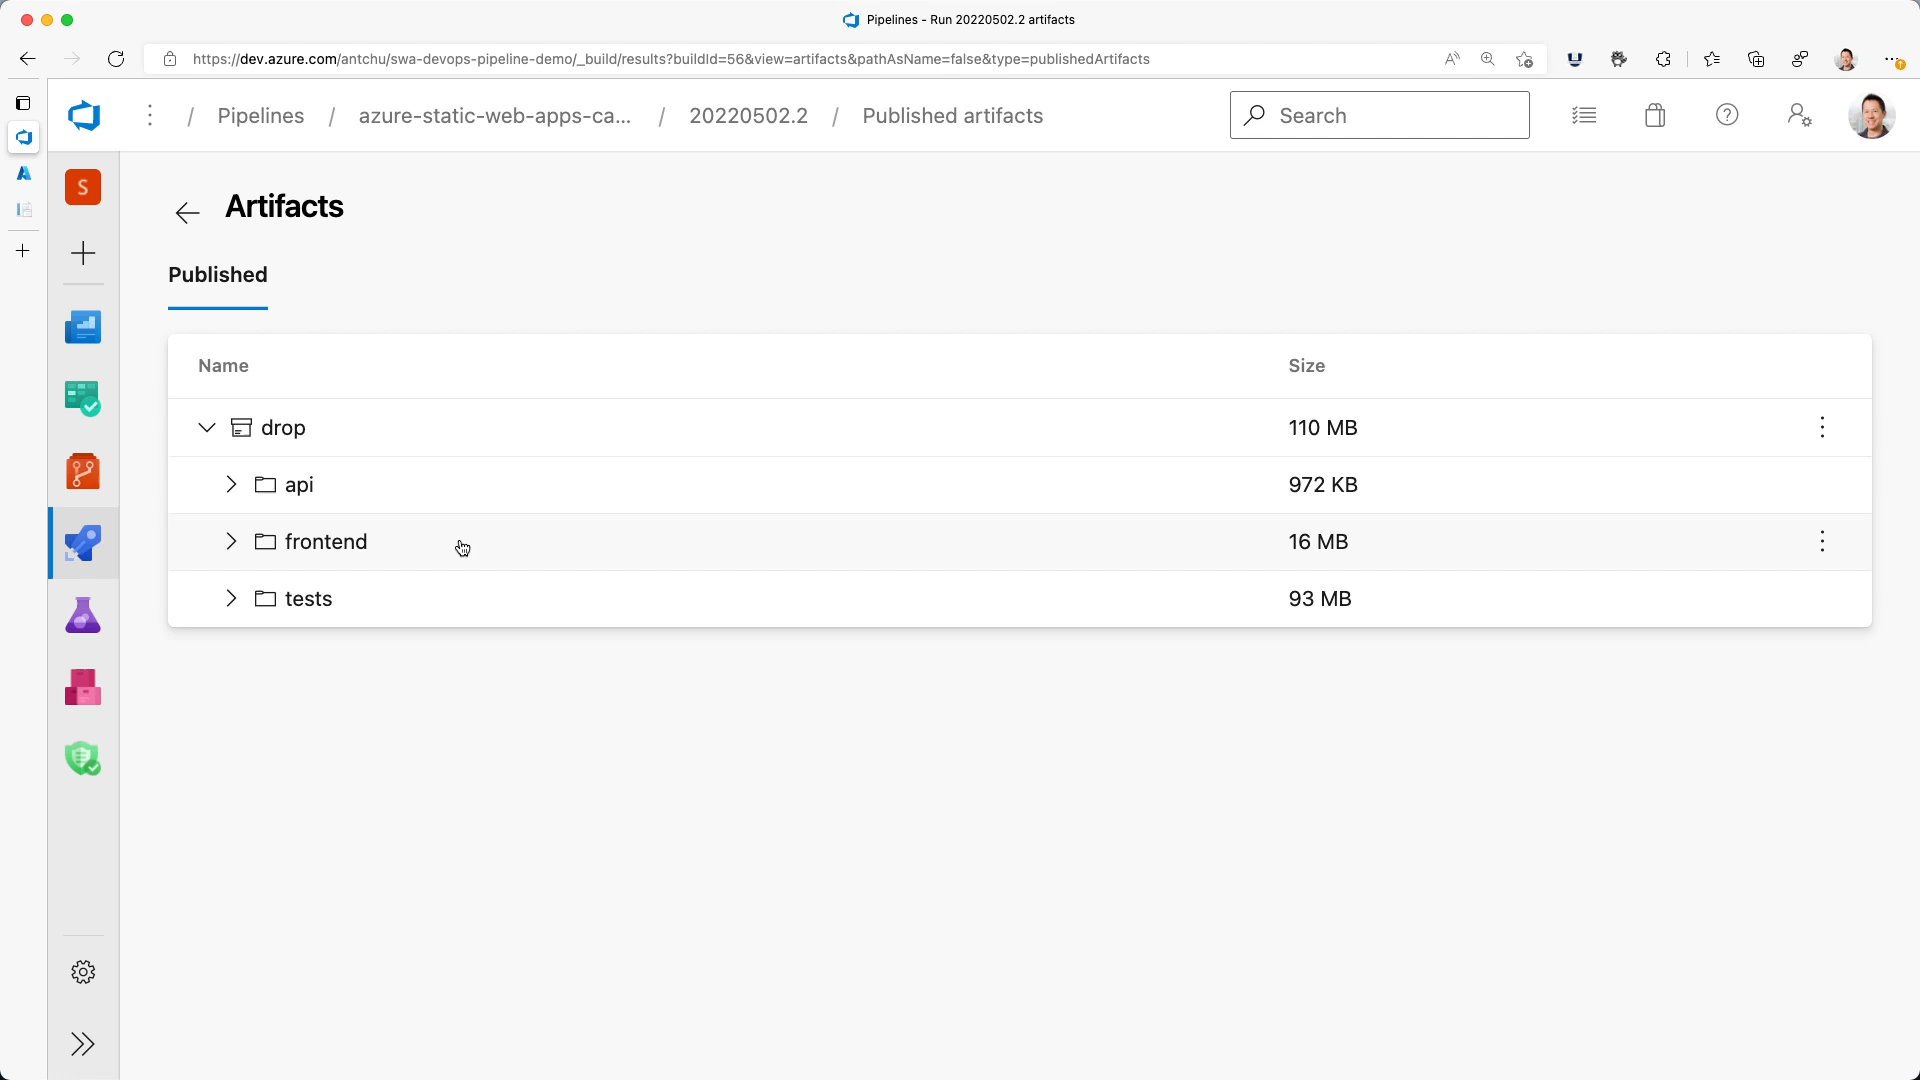 Pipelines - Run 20220502.2 artifacts
https://dev.azure.com/antchu/swa-devops-pipeline-demo/_build/results?buildId=56&view=artifacts&pathAsName=false&type=publishedArtifacts
/ Pipelines / azure-static-web-apps-ca... / 20220502.2 / Published artifacts
Search
S
Artifacts
Published
Name Size
drop 110 MB
api 972 KB
frontend 16 MB
tests 93 MB